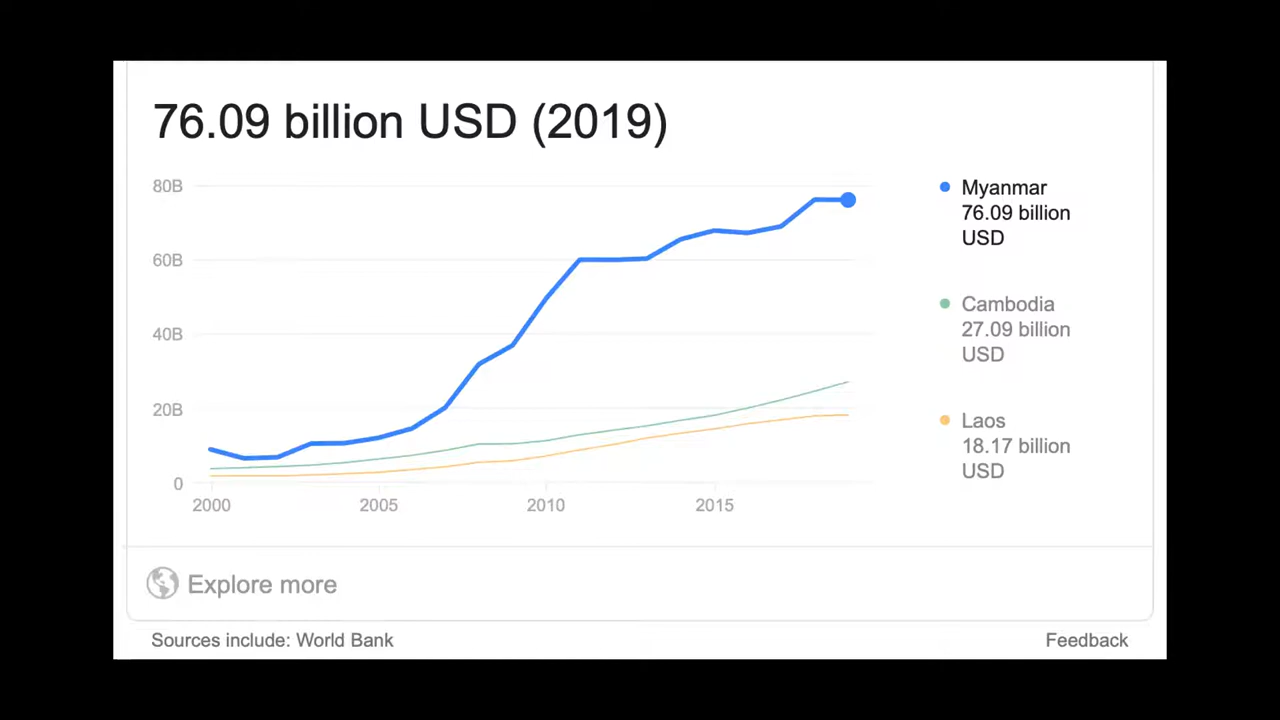 76.09 billion USD (2019)
80B
60B
40B
20B
0
2000
2005
2010
2015
Myanmar
76.09 billion
USD
Cambodia
27.09 billion
USD
Laos
18.17 billion
USD
Explore more
Sources include: World Bank
Feedback